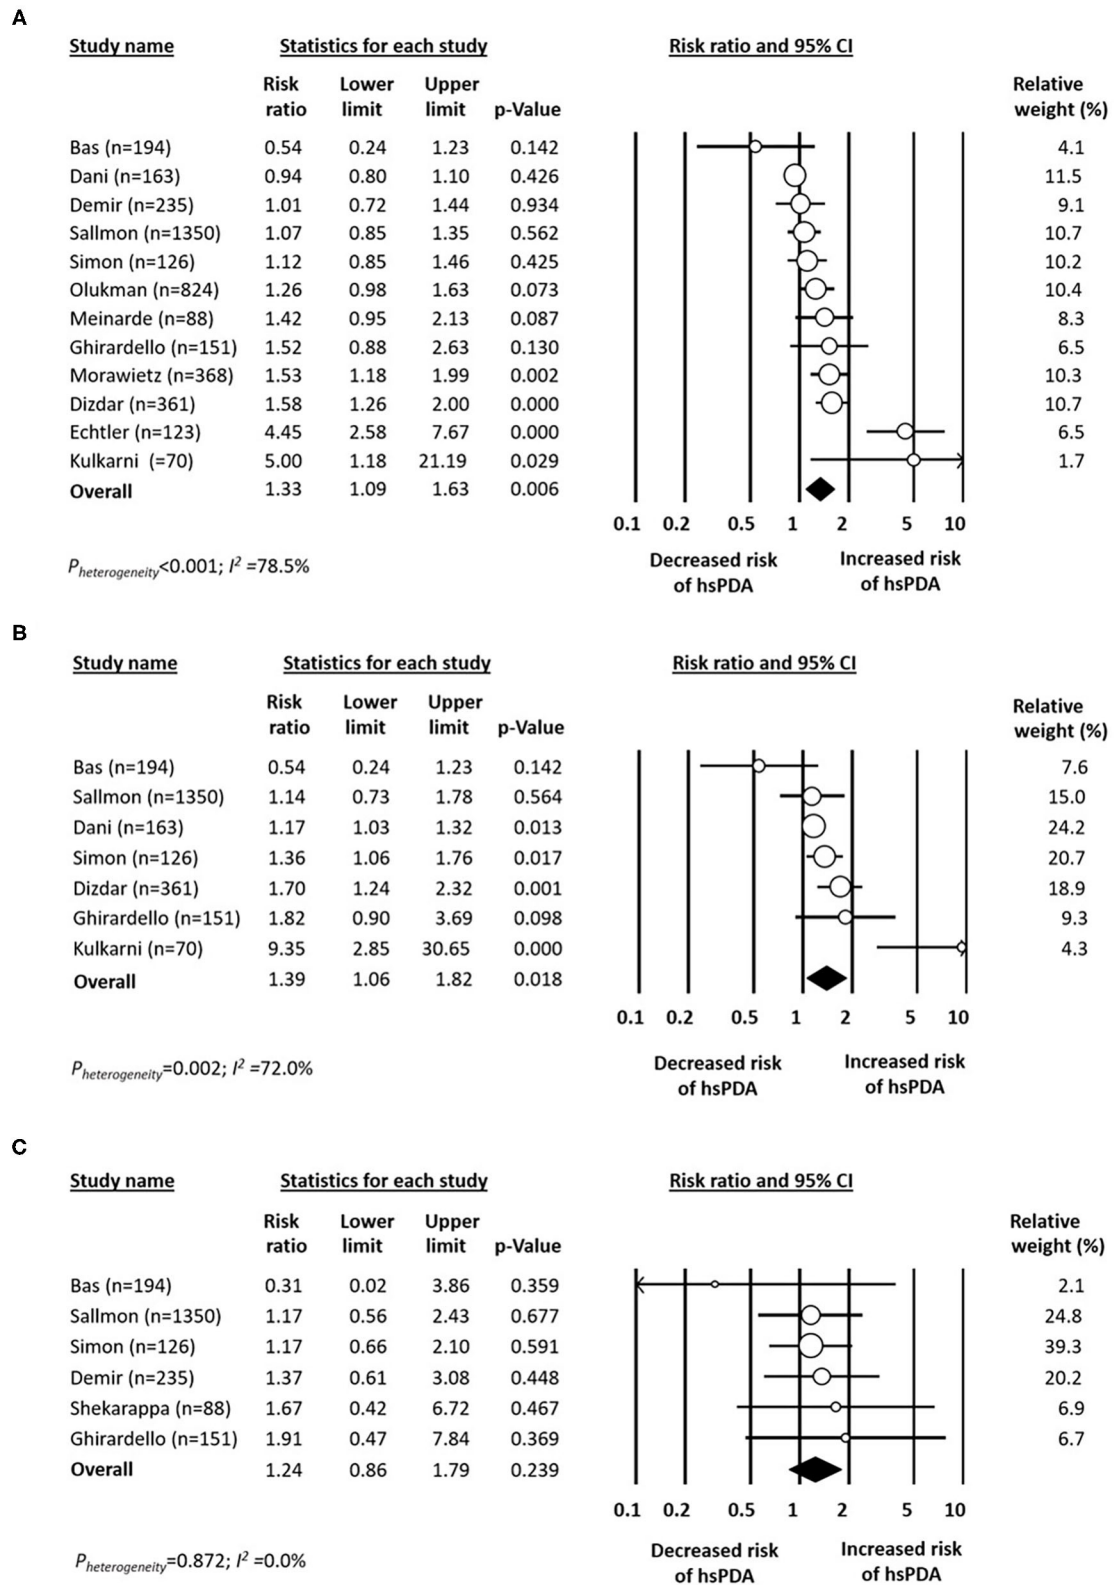 A
Study name Statistics for each study Risk ratio and 95% CI
Risk Lower Upper Relative
ratio limit limit p-Value weight (%)
Bas (n=194) 0.54 0.24 1.23 0.142 4.1
Dani (n=163) 0.94 0.80 1.10 0.426 11.5
Demir (n=235) 1.01 0.72 1.44 0.934 9.1
Sallmon (n=1350) 1.07 0.85 1.35 0.562 10.7
Simon (n=126) 1.12 0.85 1.46 0.425 10.2
Olukman (n=824) 1.26 0.98 1.63 0.073 10.4
Meinarde (n=88) 1.42 0.95 2.13 0.087 8.3
Ghirardello (n=151) 1.52 0.88 2.63 0.130 6.5
Morawietz (n=368) 1.53 1.18 1.99 0.002 10.3
Dizdar (n=361) 1.58 1.26 2.00 0.000 10.7
Echtler (n=123) 4.45 2.58 7.67 0.000 6.5
Kulkarni (=70) 5.00 1.18 21.19 0.029 1.7
Overall 1.33 1.09 1.63 0.006
0.1 0.2 0.5 1 2 5 10
Decreased risk Increased risk
of hsPDA of hsPDA
Pheterogeneity<0.001; I2 =78.5%
B
Study name Statistics for each study Risk ratio and 95% CI
Risk Lower Upper Relative
ratio limit limit p-Value weight (%)
Bas (n=194) 0.54 0.24 1.23 0.142 7.6
Sallmon (n=1350) 1.14 0.73 1.78 0.564 15.0
Dani (n=163) 1.17 1.03 1.32 0.013 24.2
Simon (n=126) 1.36 1.06 1.76 0.017 20.7
Dizdar (n=361) 1.70 1.24 2.32 0.001 18.9
Ghirardello (n=151) 1.82 0.90 3.69 0.098 9.3
Kulkarni (n=70) 9.35 2.85 30.65 0.000 4.3
Overall 1.39 1.06 1.82 0.018
0.1 0.2 0.5 1 2 5 10
Decreased risk Increased risk
of hsPDA of hsPDA
Pheterogeneity=0.002; I2 =72.0%
C
Study name Statistics for each study Risk ratio and 95% CI
Risk Lower Upper Relative
ratio limit limit p-Value weight (%)
Bas (n=194) 0.31 0.02 3.86 0.359 2.1
Sallmon (n=1350) 1.17 0.56 2.43 0.677 24.8
Simon (n=126) 1.17 0.66 2.10 0.591 39.3
Demir (n=235) 1.37 0.61 3.08 0.448 20.2
Shekarappa (n=88) 1.67 0.42 6.72 0.467 6.9
Ghirardello (n=151) 1.91 0.47 7.84 0.369 6.7
Overall 1.24 0.86 1.79 0.239
0.1 0.2 0.5 1 2 5 10
Decreased risk Increased risk
of hsPDA of hsPDA
Pheterogeneity=0.872; I2 =0.0%